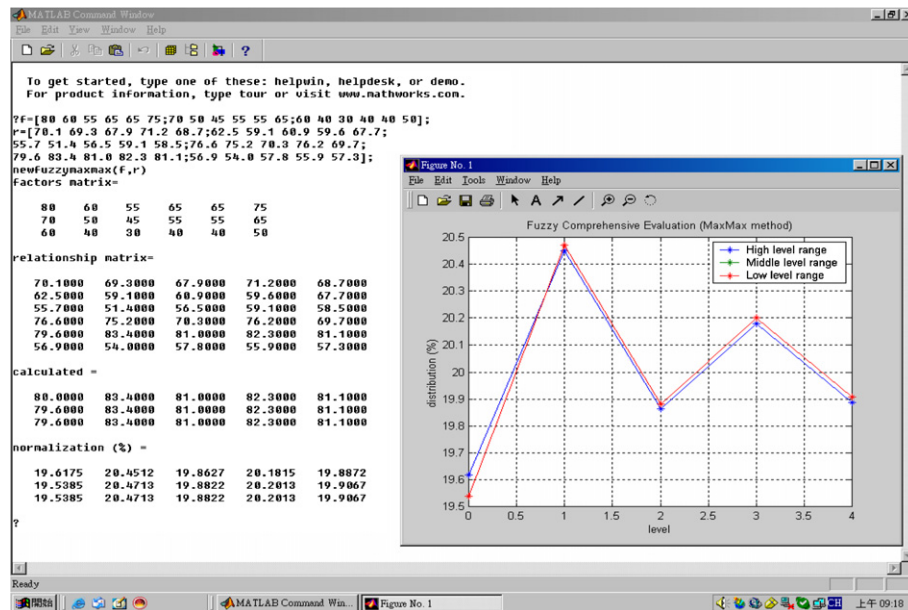 MATLAB Command Window
File Edit View Window Help
To get started, type one of these: helpwin, helpdesk, or demo.
For product information, type tour or visit www.mathworks.com.
?f=[80 60 55 65 65 75;70 50 45 55 55 65;60 40 30 40 40 50];
r=[70.1 69.3 67.9 71.2 68.7;62.5 59.1 60.9 59.6 67.7;
55.7 51.4 56.5 59.1 58.5;76.6 75.2 70.3 76.2 69.7;
79.6 83.4 81.0 82.3 81.1;56.9 54.0 57.8 55.9 57.3];
newfuzzymaxmax(f,r)
factors matrix=
80 60 55 65 65 75
70 50 45 55 55 65
60 40 30 40 40 50
relationship matrix=
70.1000 69.3000 67.9000 71.2000 68.7000
62.5000 59.1000 60.9000 59.6000 67.7000
55.7000 51.4000 56.5000 59.1000 58.5000
76.6000 75.2000 70.3000 76.2000 69.7000
79.6000 83.4000 81.0000 82.3000 81.1000
56.9000 54.0000 57.8000 55.9000 57.3000
calculated =
80.0000 83.4000 81.0000 82.3000 81.1000
79.6000 83.4000 81.0000 82.3000 81.1000
79.6000 83.4000 81.0000 82.3000 81.1000
normalization (%) =
19.6175 20.4512 19.8627 20.1815 19.8872
19.5385 20.4713 19.8822 20.2013 19.9067
19.5385 20.4713 19.8822 20.2013 19.9067
?
Figure No. 1
File Edit Tools Window Help
Fuzzy Comprehensive Evaluation (MaxMax method)
High level range
Middle level range
Low level range
20.5
20.4
20.3
20.2
20.1
20
19.9
19.8
19.7
19.6
19.5
distribution (%)
0 0.5 1 1.5 2 2.5 3 3.5 4
level
Ready
開始
MATLAB Command Win...
Figure No. 1
CH
上午 09:18